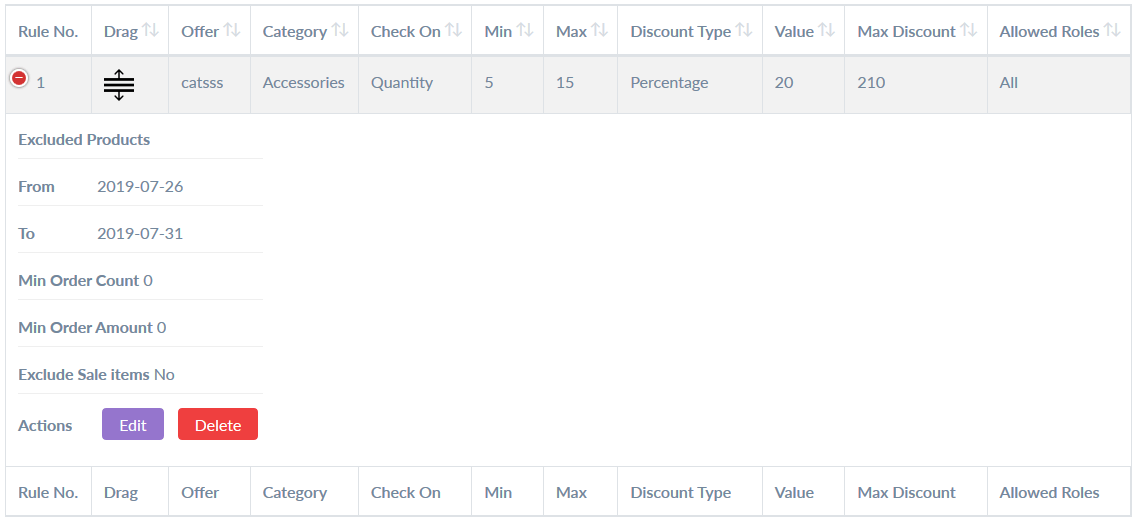 Rule No. Drag Offer Category Check On Min Max Discount Type Value Max Discount Allowed Roles
1 catsss Accessories Quantity 5 15 Percentage 20 210 All
Excluded Products
From 2019-07-26
To 2019-07-31
Min Order Count 0
Min Order Amount 0
Exclude Sale items No
Actions Edit Delete
Rule No. Drag Offer Category Check On Min Max Discount Type Value Max Discount Allowed Roles